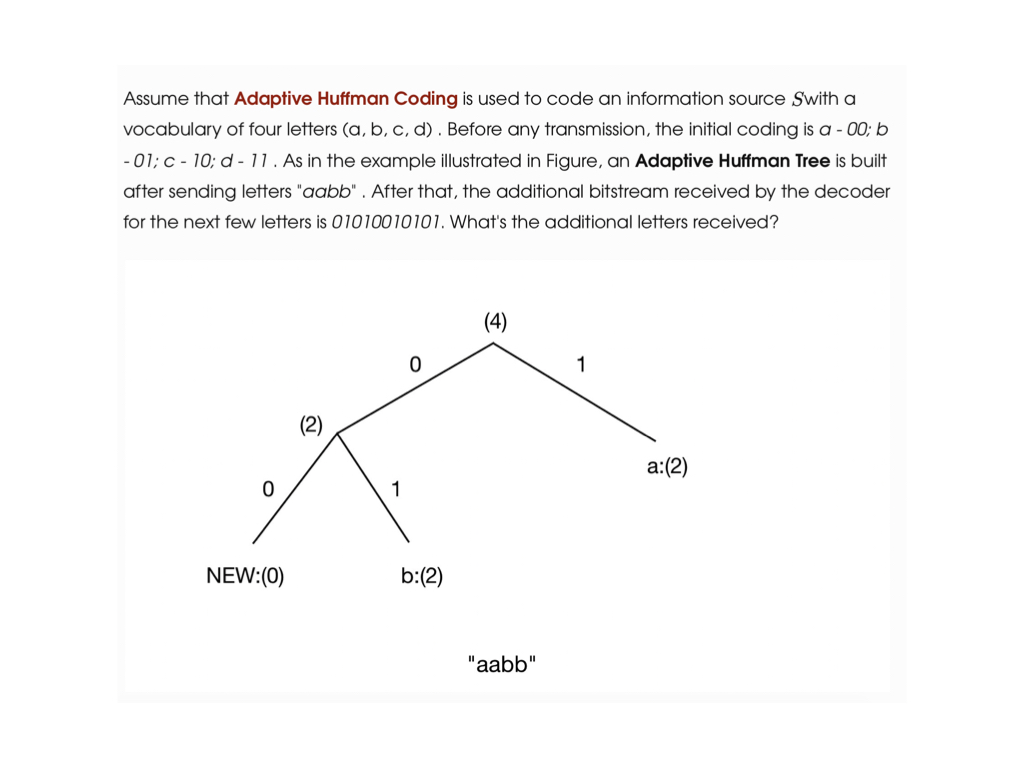 Assume that Adaptive Huffman Coding is used to code an information source S with a
vocabulary of four letters (a, b, c, d) . Before any transmission, the initial coding is a - 00; b
- 01; c - 10; d - 11 . As in the example illustrated in Figure, an Adaptive Huffman Tree is built
after sending letters "aabb" . After that, the additional bitstream received by the decoder
for the next few letters is 01010010101. What's the additional letters received?
(4)
0 1
(2)
a:(2)
0 1
NEW:(0) b:(2)
"aabb"